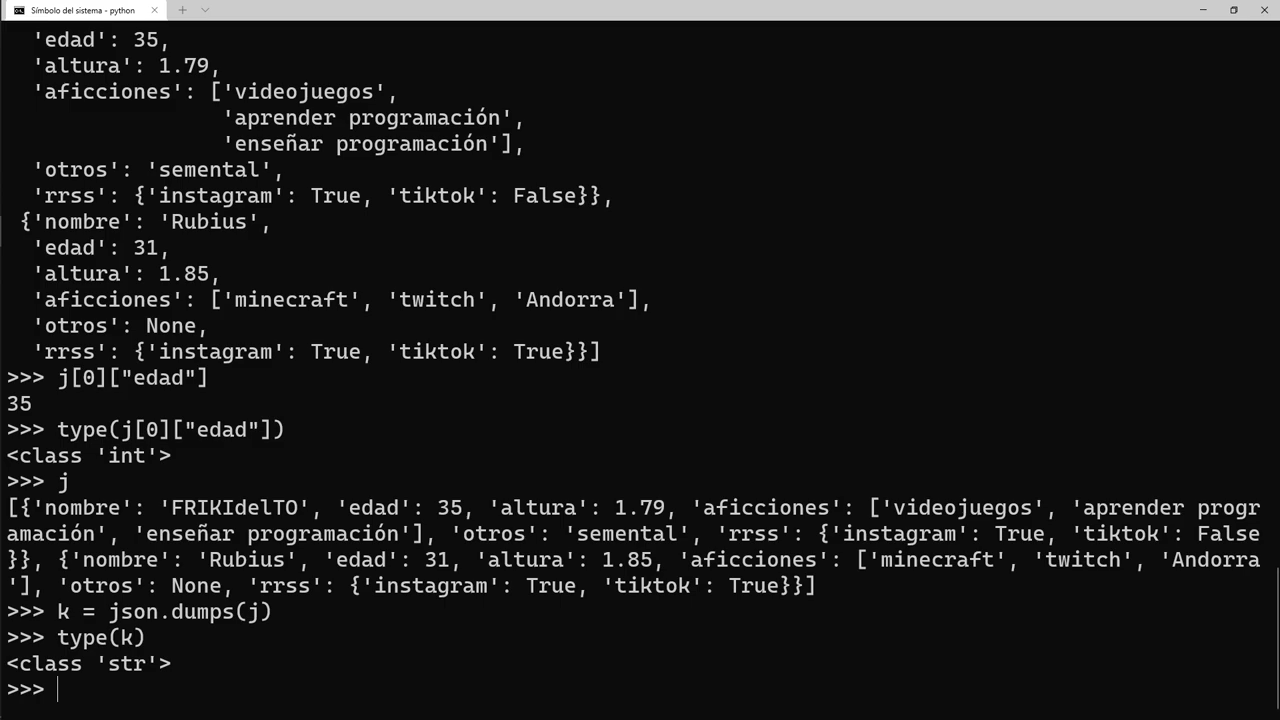 Símbolo del sistema - python
'edad': 35,
'altura': 1.79,
'aficciones': ['videojuegos',
'aprender programación',
'enseñar programación'],
'otros': 'semental',
'rrss': {'instagram': True, 'tiktok': False}},
{'nombre': 'Rubius',
'edad': 31,
'altura': 1.85,
'aficciones': ['minecraft', 'twitch', 'Andorra'],
'otros': None,
'rrss': {'instagram': True, 'tiktok': True}}]
>>> j[0]["edad"]
35
>>> type(j[0]["edad"])
<class 'int'>
>>> j
[{'nombre': 'FRIKIdelTO', 'edad': 35, 'altura': 1.79, 'aficciones': ['videojuegos', 'aprender progr
amación', 'enseñar programación'], 'otros': 'semental', 'rrss': {'instagram': True, 'tiktok': False
}}, {'nombre': 'Rubius', 'edad': 31, 'altura': 1.85, 'aficciones': ['minecraft', 'twitch', 'Andorra
'], 'otros': None, 'rrss': {'instagram': True, 'tiktok': True}}]
>>> k = json.dumps(j)
>>> type(k)
<class 'str'>
>>>